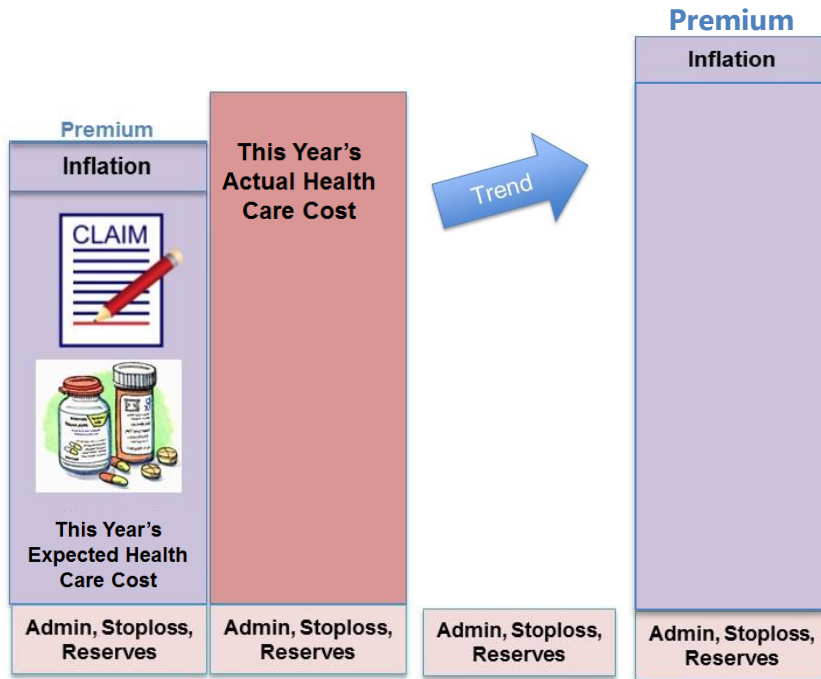 Premium
Inflation
CLAIM
This Year's
Expected Health
Care Cost
Admin, Stoploss,
Reserves
This Year's
Actual Health
Care Cost
Admin, Stoploss,
Reserves
Trend
Admin, Stoploss,
Reserves
Premium
Inflation
Admin, Stoploss,
Reserves